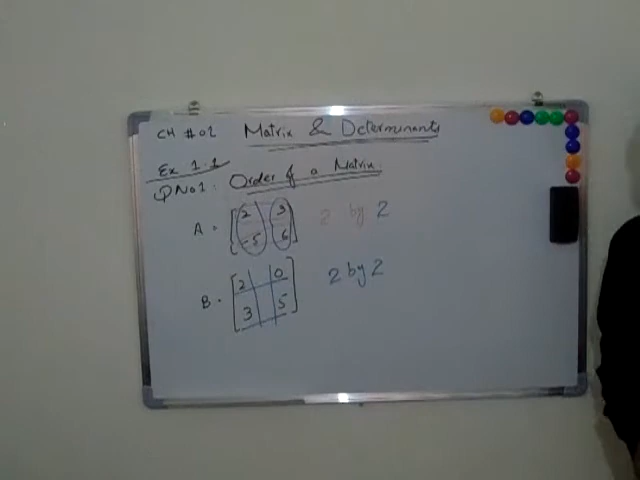 CH #01 Matrix & Determinants
Ex 1.1
QNo1: Order of a Matrix
A = [2 3
-5 6] 2 by 2
B = [2 0
3 5] 2 by 2